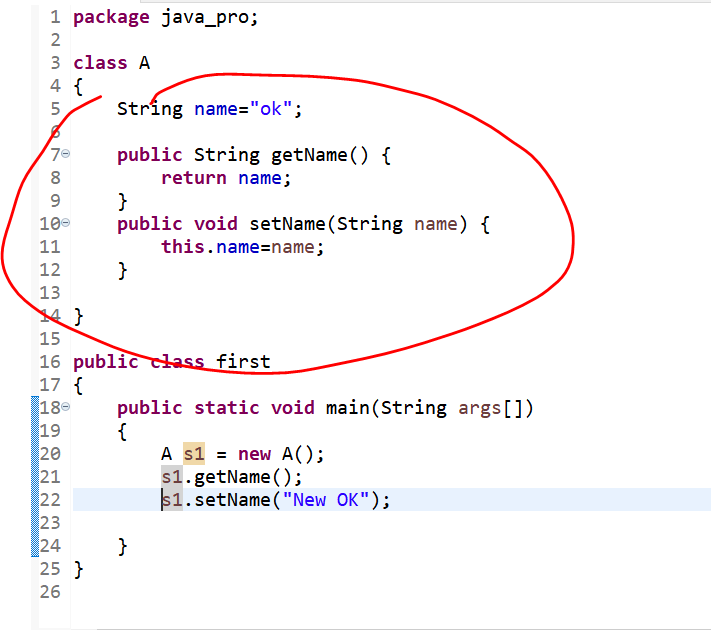 1 package java_pro;
2
3 class A
4 {
5 String name="ok";
6
7 public String getName() {
8 return name;
9 }
10 public void setName(String name) {
11 this.name=name;
12 }
13
14 }
15
16 public class first
17 {
18 public static void main(String args[])
19 {
20 A s1 = new A();
21 s1.getName();
22 s1.setName("New OK");
23
24 }
25 }
26